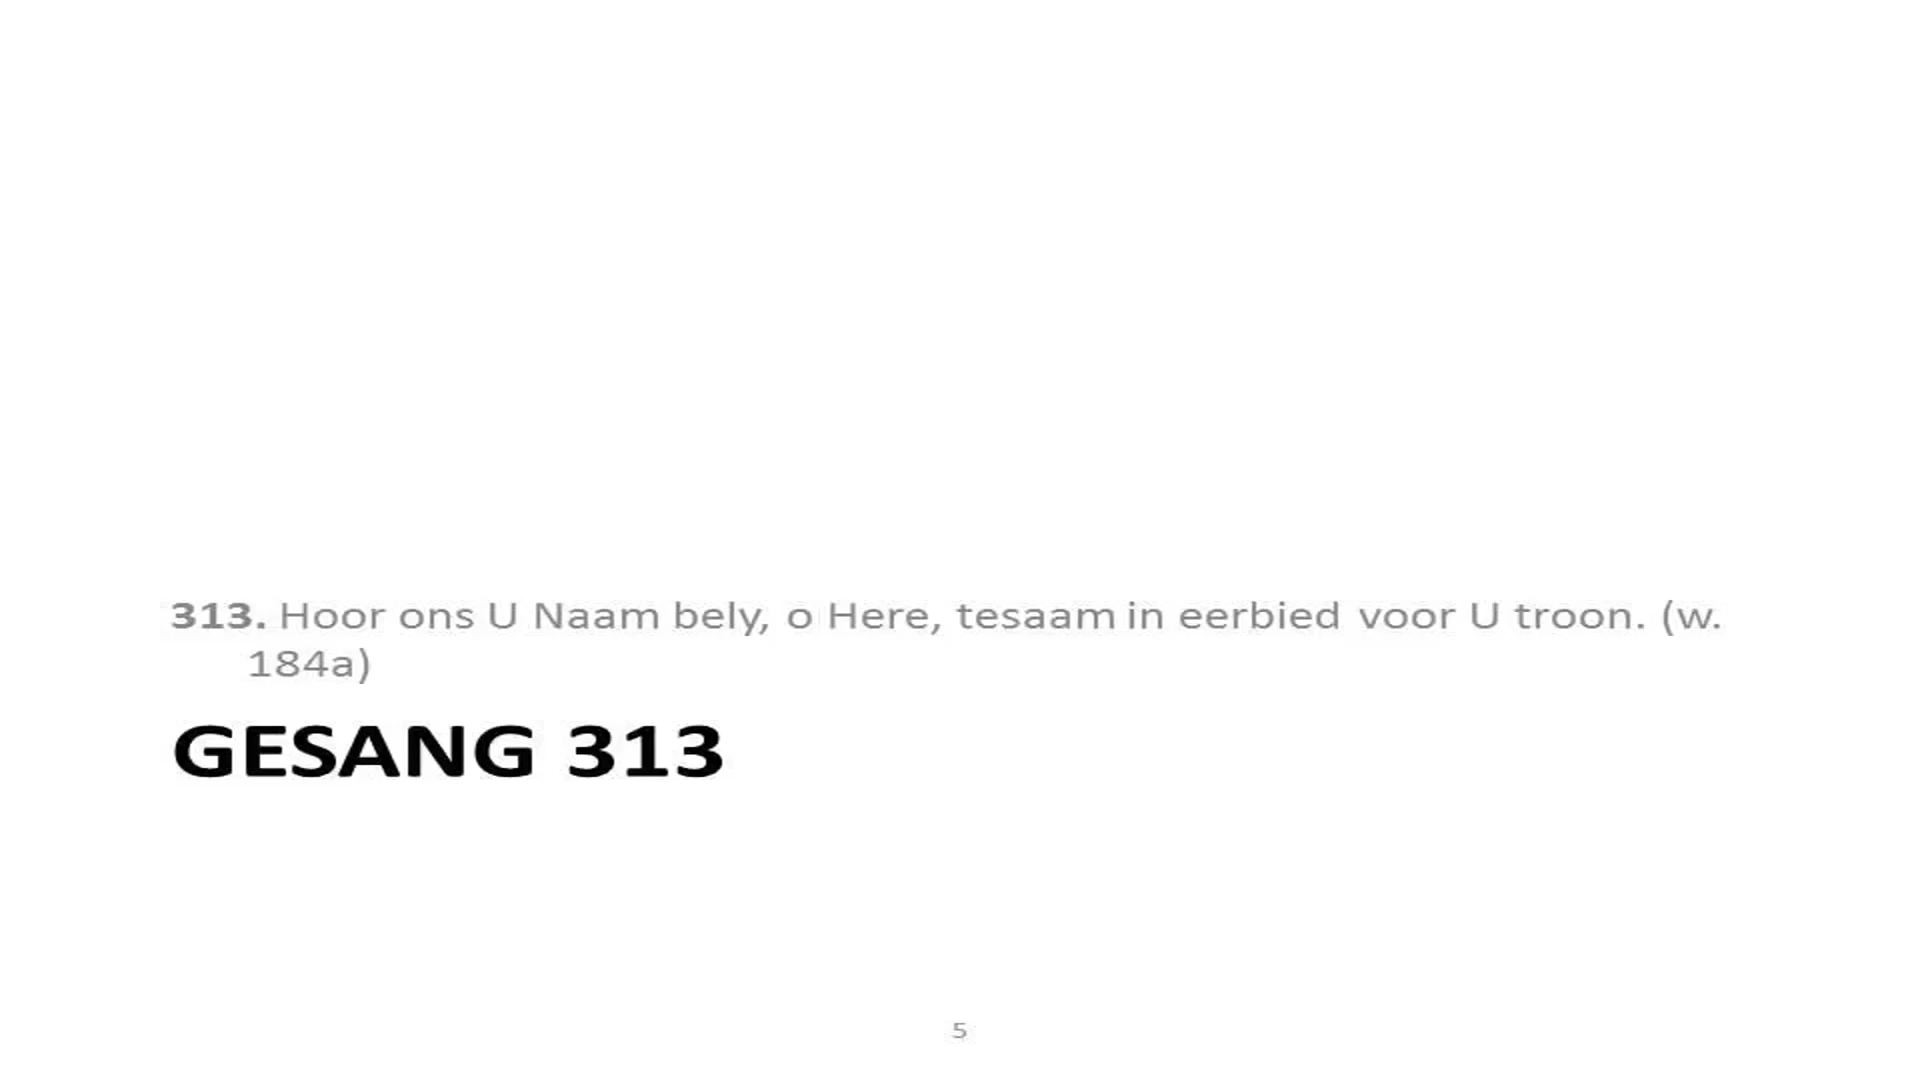 313. Hoor ons U Naam bely, o Here, tesaam in eerbied voor U troon. (w.
184a)
GESANG 313
5